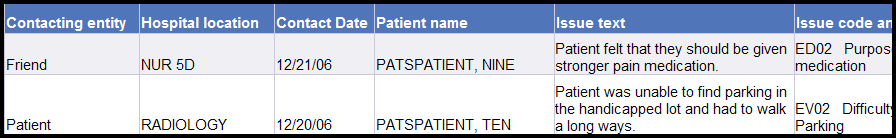 Contacting entity Hospital location Contact Date Patient name Issue text Issue code an
Patient felt that they should be given ED02 Purpos
Friend NUR 5D 12/21/06 PATSPATIENT, NINE stronger pain medication. medication
Patient was unable to find parking in
the handicapped lot and had to walk EV02 Difficult
Patient RADIOLOGY 12/20/06 PATSPATIENT, TEN a long ways. Parking